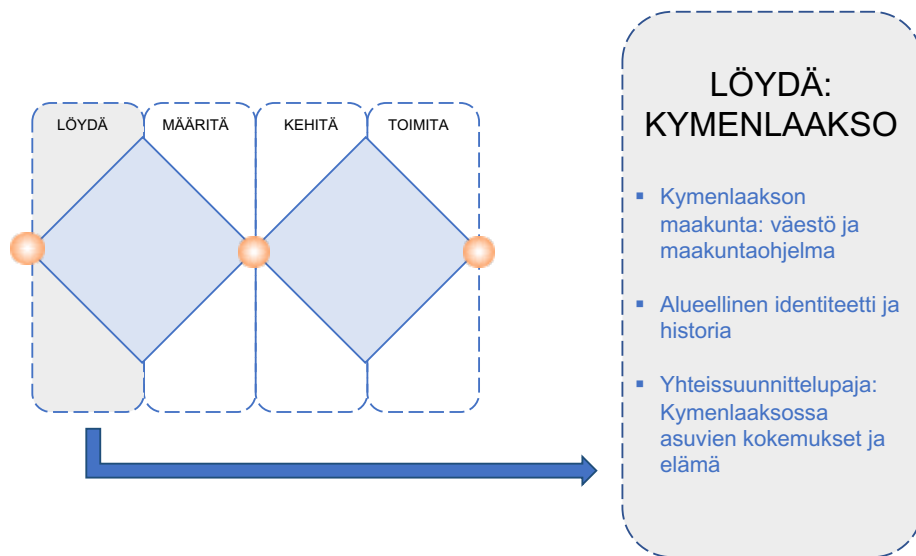 LÖYDÄ
MÄÄRITÄ
KEHITÄ
TOIMITA
LÖYDÄ:
KYMENLAAKSO
▪ Kymenlaakson
maakunta: väestö ja
maakuntaohjelma
▪ Alueellinen identiteetti ja
historia
▪ Yhteissuunnittelupaja:
Kymenlaaksossa
asuvien kokemukset ja
elämä